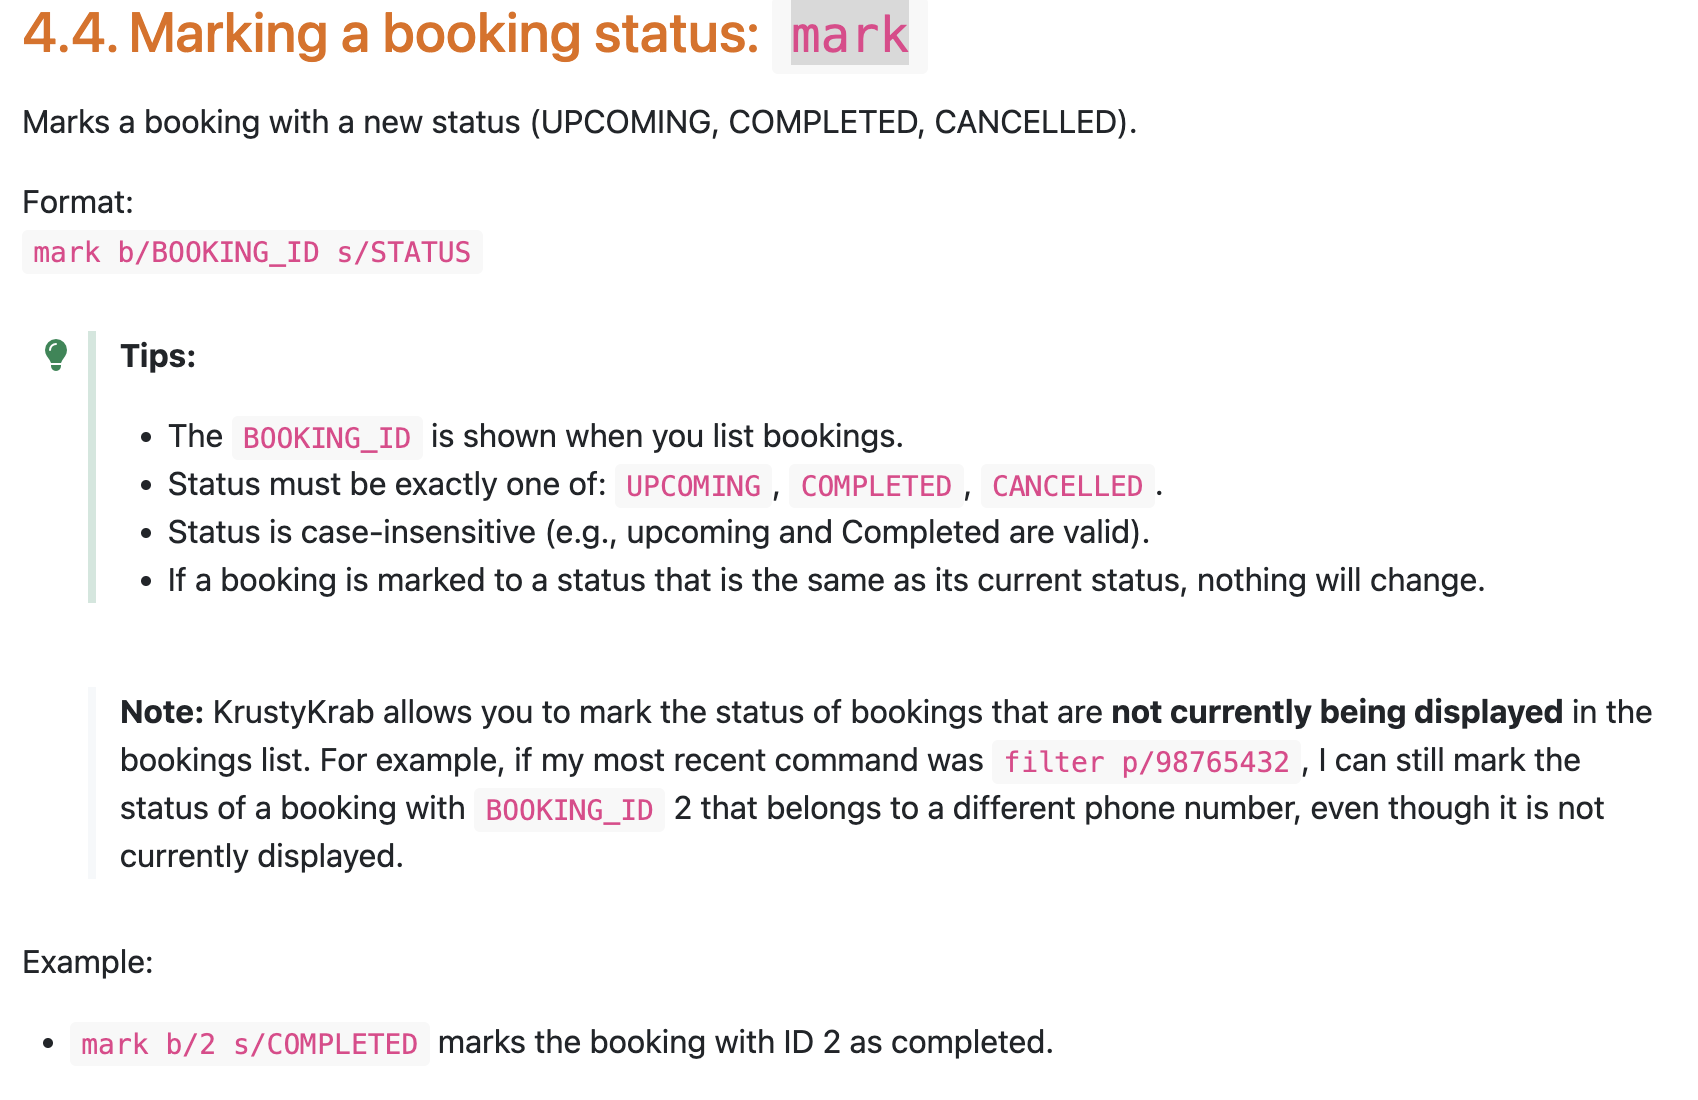 4.4. Marking a booking status: mark
Marks a booking with a new status (UPCOMING, COMPLETED, CANCELLED).
Format:
mark b/BOOKING_ID s/STATUS
Tips:
• The BOOKING_ID is shown when you list bookings.
• Status must be exactly one of: UPCOMING, COMPLETED, CANCELLED.
• Status is case-insensitive (e.g., upcoming and Completed are valid).
• If a booking is marked to a status that is the same as its current status, nothing will change.
Note: KrustyKrab allows you to mark the status of bookings that are not currently being displayed in the
bookings list. For example, if my most recent command was filter p/98765432, I can still mark the
status of a booking with BOOKING_ID 2 that belongs to a different phone number, even though it is not
currently displayed.
Example:
• mark b/2 s/COMPLETED marks the booking with ID 2 as completed.